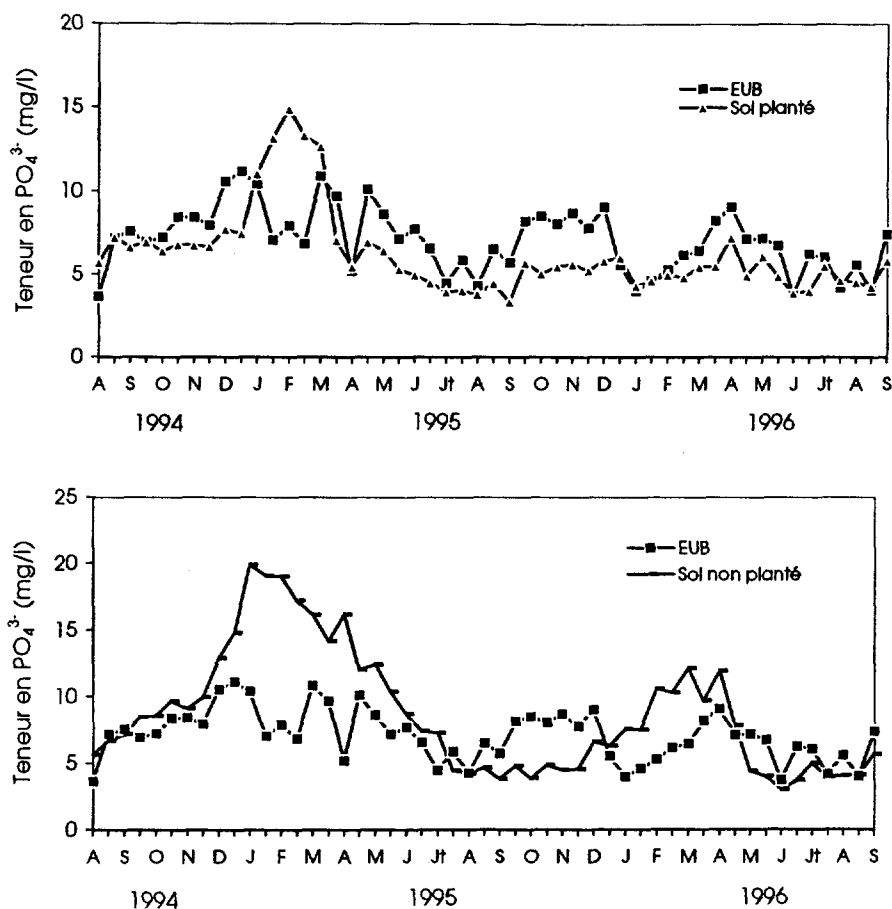 Teneur en PO₄³⁻ (mg/l)
20
15
10
5
0
EUB
Sol planté
A S O N D J F M A M J Jt A S O N D J F M A M J Jt A S
1994 1995 1996
Teneur en PO₄³⁻ (mg/l)
25
20
15
10
5
0
EUB
Sol non planté
A S O N D J F M A M J Jt A S O N D J F M A M J Jt A S
1994 1995 1996